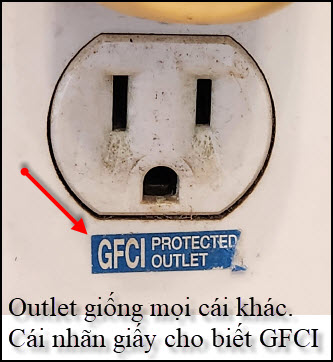 GFCI PROTECTED
OUTLET
Outlet giống mọi cái khác.
Cái nhãn giấy cho biết GFCI